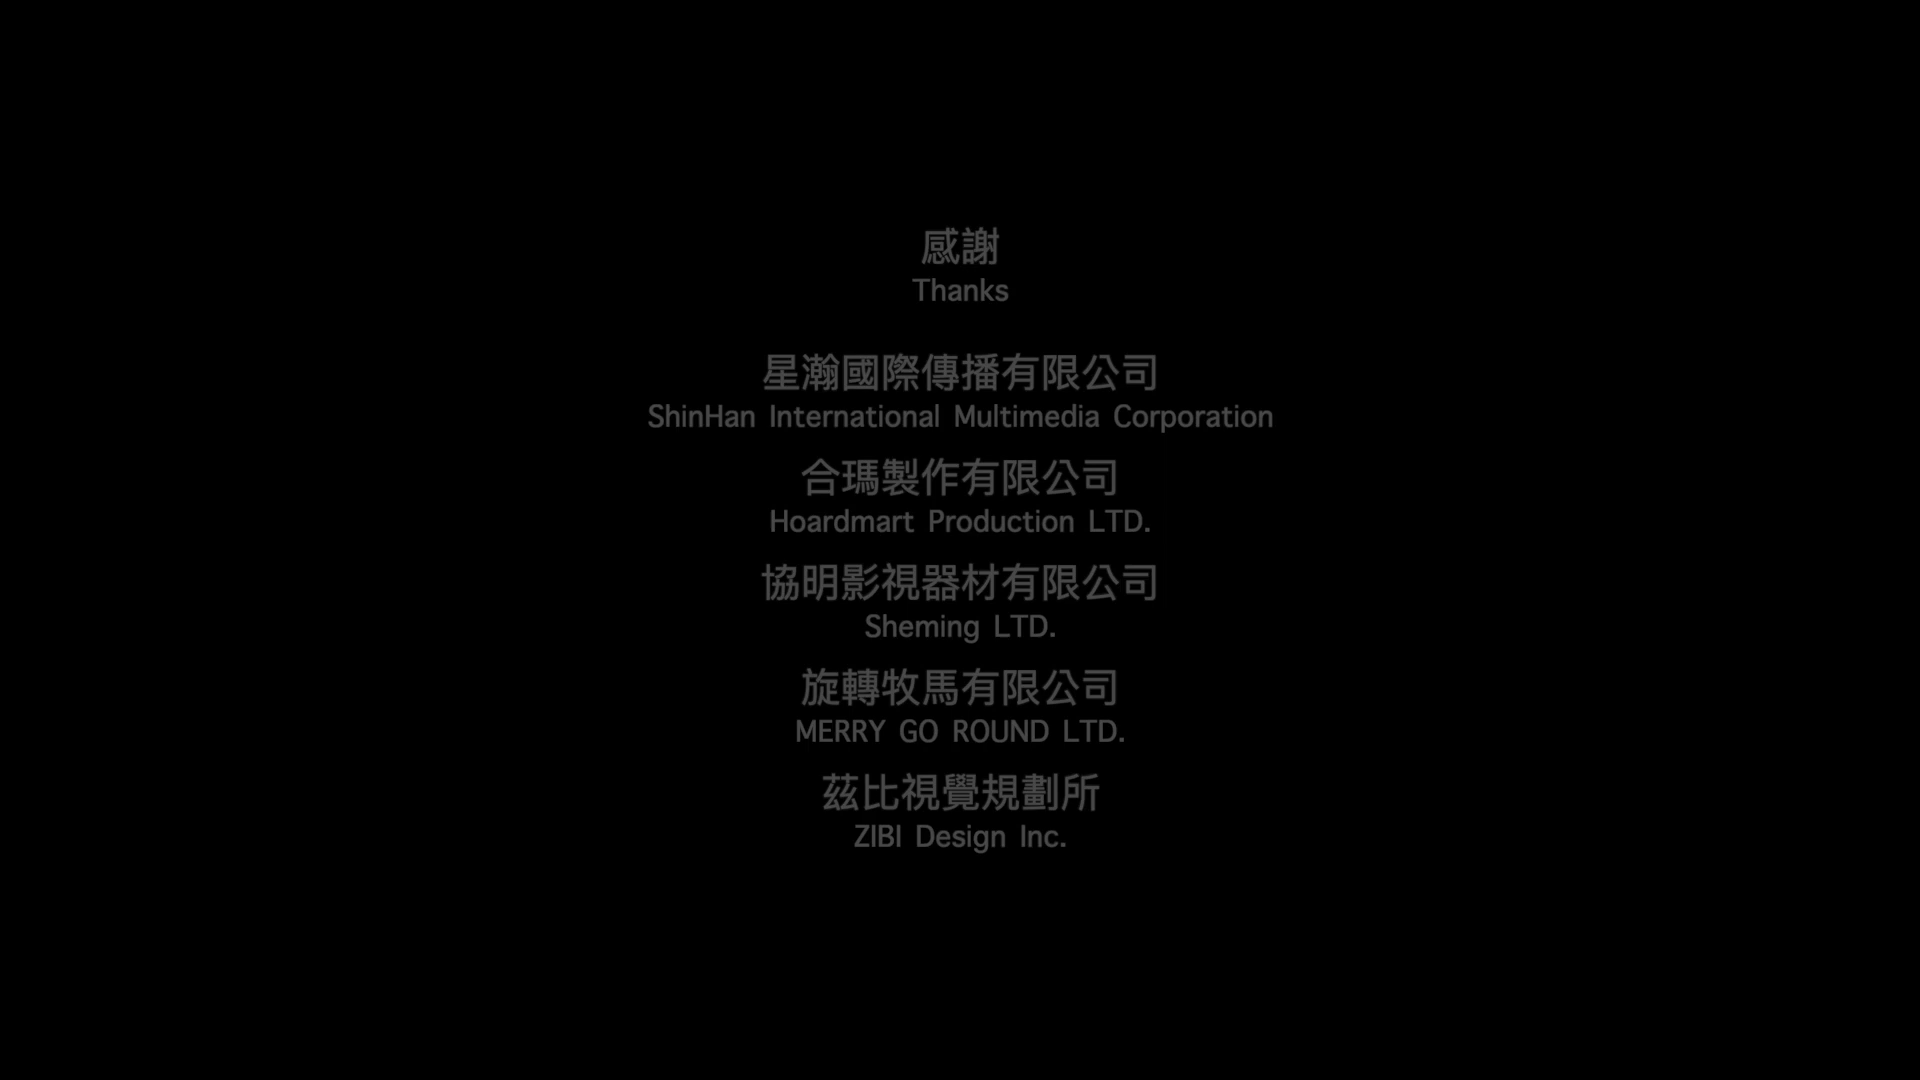 感謝
Thanks
星瀚國際傳播有限公司
ShinHan International Multimedia Corporation
合瑪製作有限公司
Hoardmart Production LTD.
協明影視器材有限公司
Sheming LTD.
旋轉牧馬有限公司
MERRY GO ROUND LTD.
茲比視覺規劃所
ZIBI Design Inc.